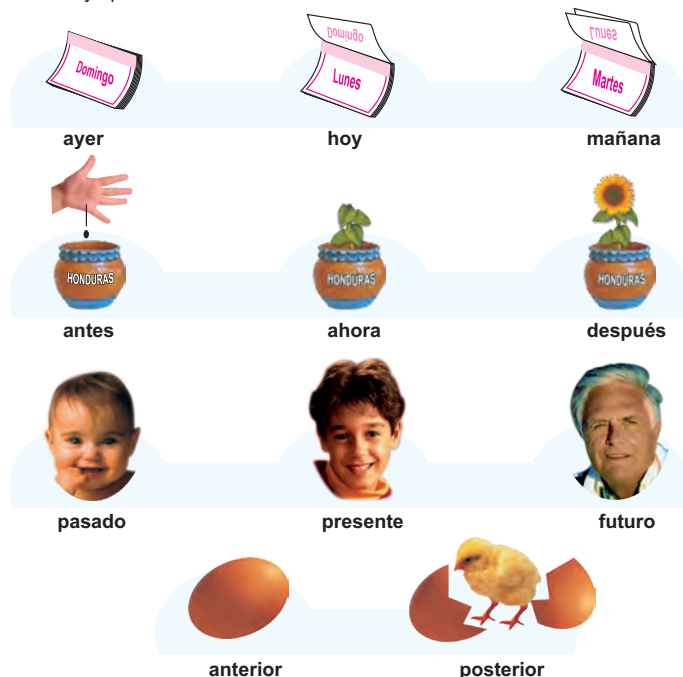 Domingo
Domingo
Lunes
Lunes
Martes
ayer hoy mañana
HONDURAS HONDURAS HONDURAS
antes ahora después
pasado presente futuro
anterior posterior